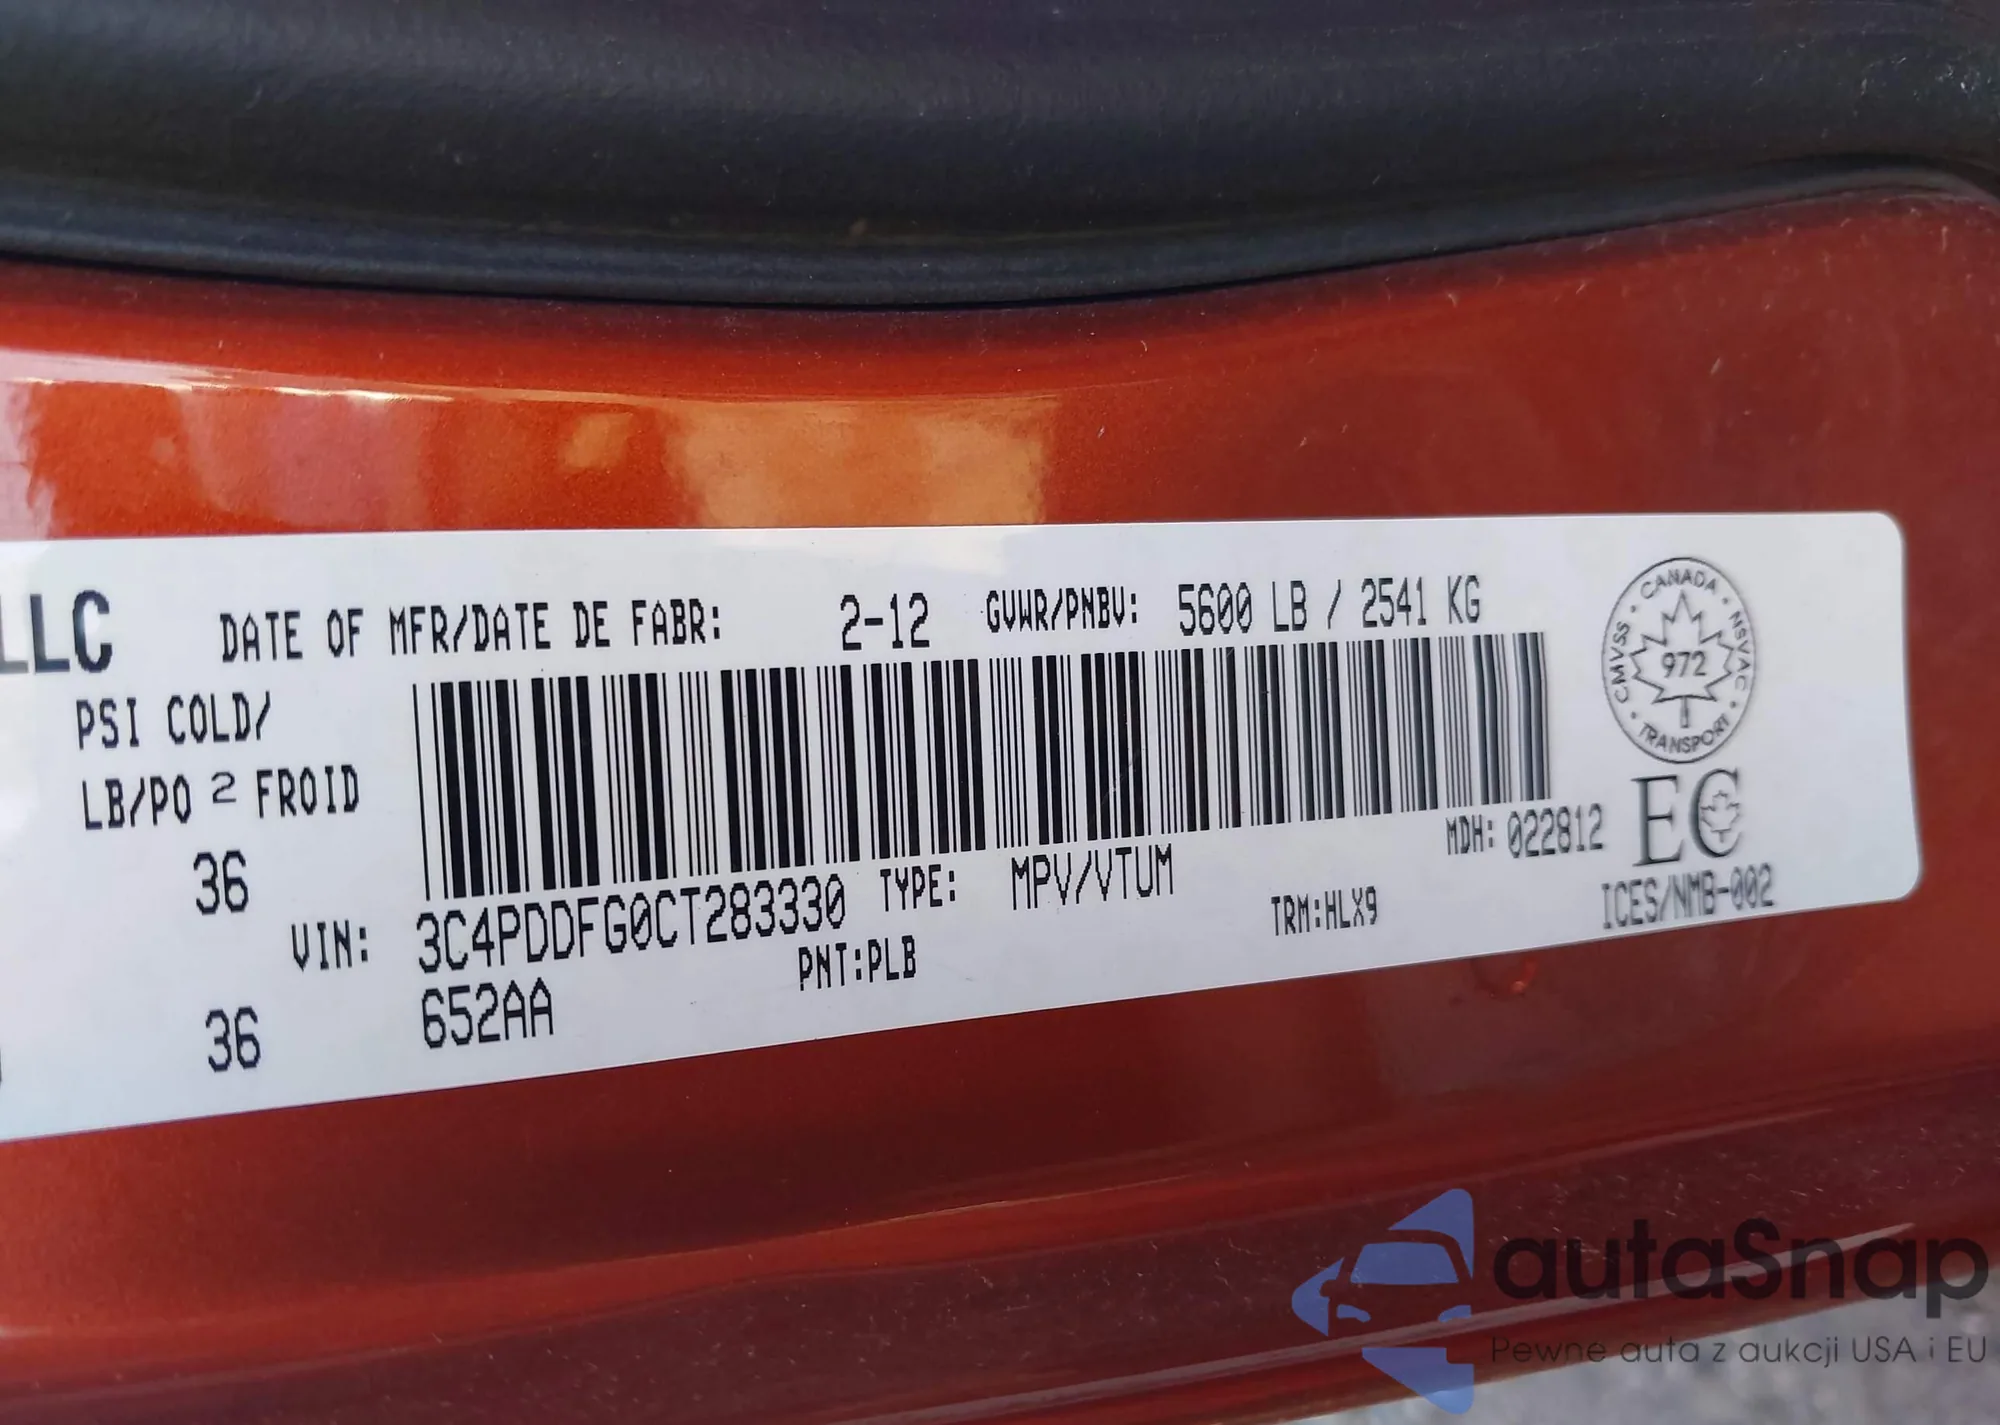 LLC
DATE OF MFR/DATE DE FABR: 2-12 GVWR/PNBV: 5600 LB / 2541 KG
PSI COLD/
LB/PO 2 FROID
36
VIN: 3C4PDDFG0CT283330 TYPE: MPV/VTUM MDH: 022812
652AA PNT:PLB TRM:HLX9
36
CANADA • NSVAC • TRANSPORT • CMVSS •
972
EC
ICES/NMB-002
autaSnap
Pewne auta z aukcji USA i EU